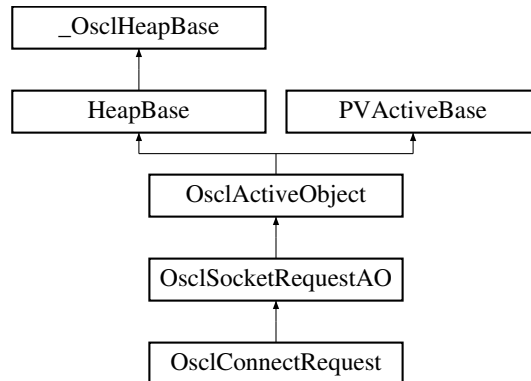 _OsclHeapBase
HeapBase
PVActiveBase
OsclActiveObject
OsclSocketRequestAO
OsclConnectRequest